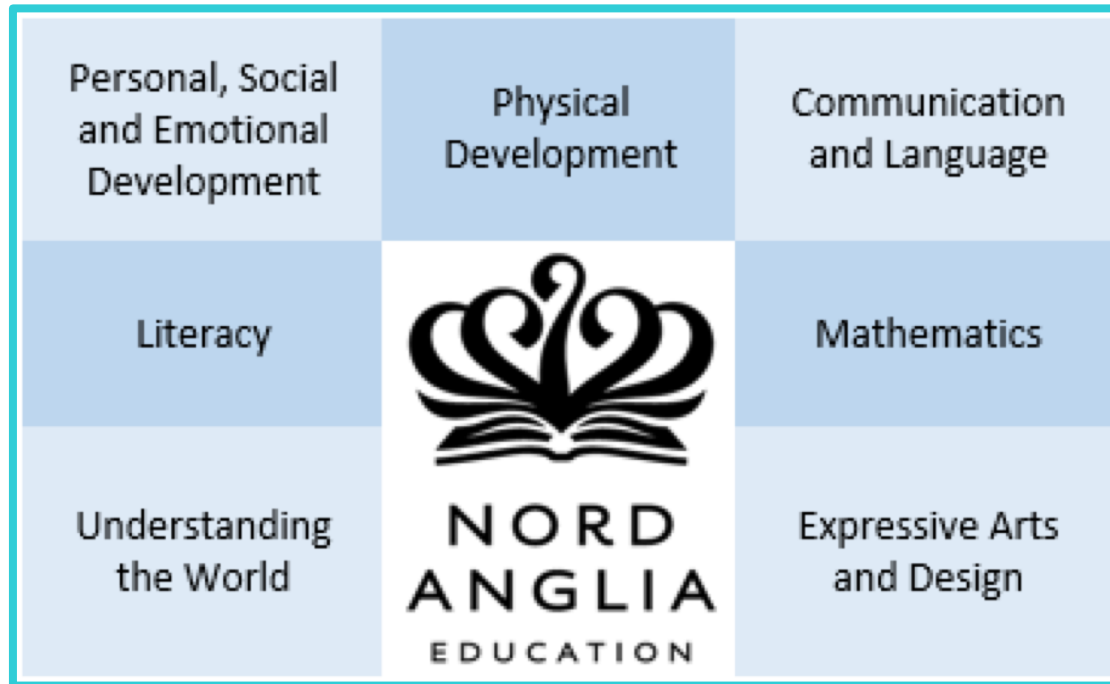 Personal, Social
and Emotional
Development
Physical
Development
Communication
and Language
Literacy
Mathematics
Understanding
the World
NORD
ANGLIA
EDUCATION
Expressive Arts
and Design